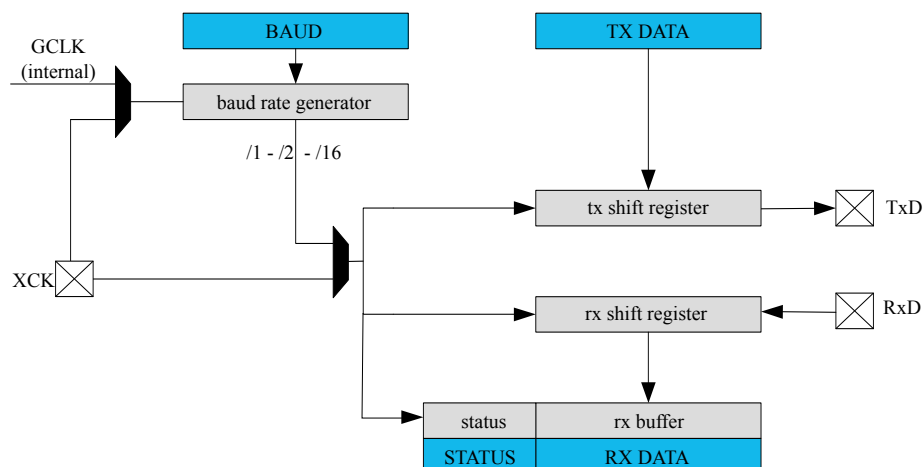 BAUD
TX DATA
GCLK
(internal)
baud rate generator
/1 - /2 - /16
tx shift register
TxD
XCK
rx shift register
RxD
status
rx buffer
STATUS
RX DATA